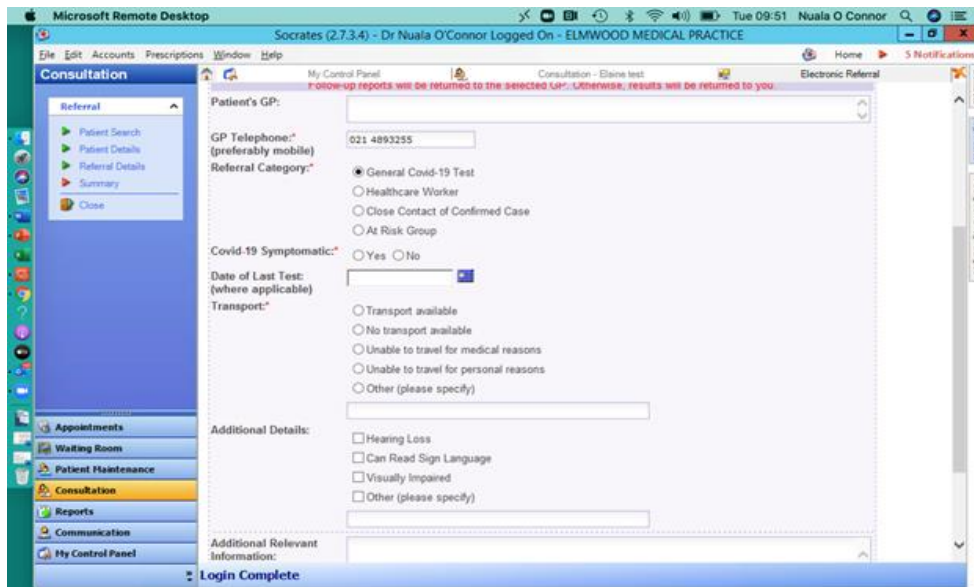 Microsoft Remote Desktop Tue 09:51 Nuala O Connor
Socrates (2.7.3.4) - Dr Nuala O'Connor Logged On - ELMWOOD MEDICAL PRACTICE
File Edit Accounts Prescriptions Window Help Home 5 Notifications
Consultation My Control Panel Consultation - Elaine test Electronic Referral
Follow-up reports will be returned to the selected GP. Otherwise, results will be returned to you.
Referral
Patient Search
Patient Details
Referral Details
Summary
Close
Patient's GP:
GP Telephone:* 021 4893255
(preferably mobile)
Referral Category:*
General Covid-19 Test
Healthcare Worker
Close Contact of Confirmed Case
At Risk Group
Covid-19 Symptomatic:* Yes No
Date of Last Test:
(where applicable)
Transport:*
Transport available
No transport available
Unable to travel for medical reasons
Unable to travel for personal reasons
Other (please specify)
Additional Details:
Hearing Loss
Can Read Sign Language
Visually Impaired
Other (please specify)
Additional Relevant
Information:
Appointments
Waiting Room
Patient Maintenance
Consultation
Reports
Communication
My Control Panel
Login Complete